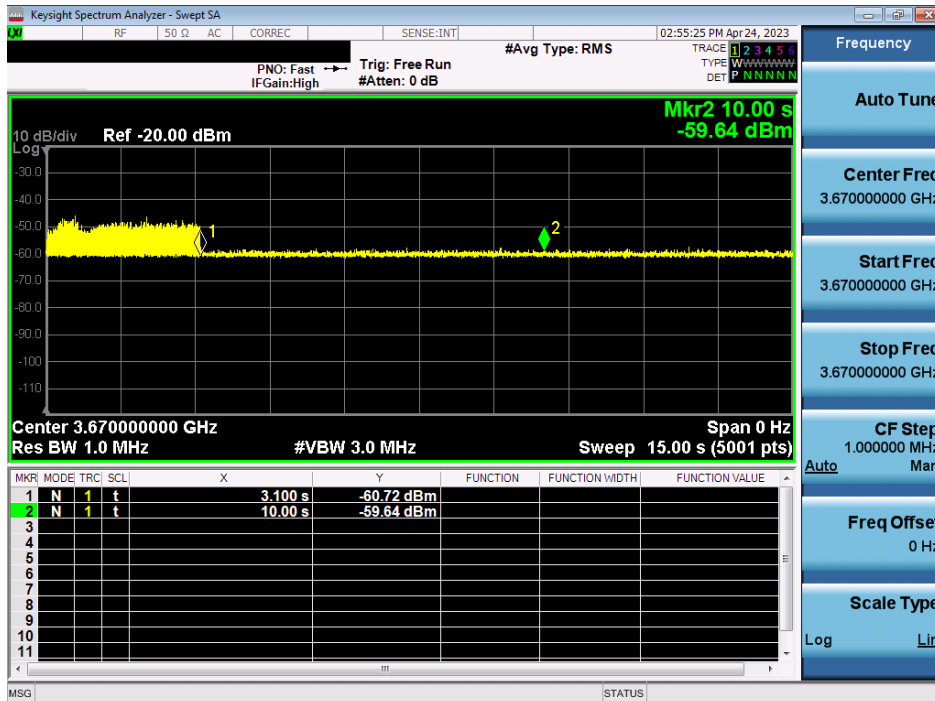 Keysight Spectrum Analyzer - Swept SA
LXI RF 50 Ω AC CORREC SENSE:INT 02:55:25 PM Apr 24, 2023
#Avg Type: RMS TRACE 1 2 3 4 5 6
PNO: Fast Trig: Free Run TYPE WWWWWW
IFGain:High #Atten: 0 dB DET P N N N N N
Mkr2 10.00 s
10 dB/div Ref -20.00 dBm -59.64 dBm
Log
-30.0
-40.0
-50.0
1 2
-60.0
-70.0
-80.0
-90.0
-100
-110
Center 3.670000000 GHz Span 0 Hz
Res BW 1.0 MHz #VBW 3.0 MHz Sweep 15.00 s (5001 pts)
MKR MODE TRC SCL X Y FUNCTION FUNCTION WIDTH FUNCTION VALUE
1 N 1 t 3.100 s -60.72 dBm
2 N 1 t 10.00 s -59.64 dBm
3
4
5
6
7
8
9
10
11
MSG STATUS
Frequency
Auto Tune
Center Freq
3.670000000 GHz
Start Freq
3.670000000 GHz
Stop Freq
3.670000000 GHz
CF Step
1.000000 MHz
Auto Man
Freq Offset
0 Hz
Scale Type
Log Lin